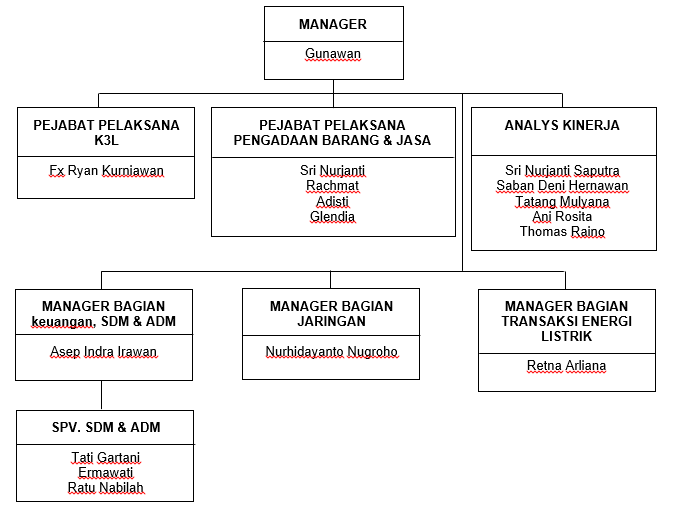 MANAGER
Gunawan
PEJABAT PELAKSANA
K3L
Fx Ryan Kurniawan
PEJABAT PELAKSANA
PENGADAAN BARANG & JASA
Sri Nurjanti
Rachmat
Adisti
Glendia
ANALYS KINERJA
Sri Nurjanti Saputra
Saban Deni Hernawan
Tatang Mulyana
Ani Rosita
Thomas Raino
MANAGER BAGIAN
keuangan, SDM & ADM
Asep Indra Irawan
MANAGER BAGIAN
JARINGAN
Nurhidayanto Nugroho
MANAGER BAGIAN
TRANSAKSI ENERGI
LISTRIK
Retna Arliana
SPV. SDM & ADM
Tati Gartani
Ermawati
Ratu Nabilah